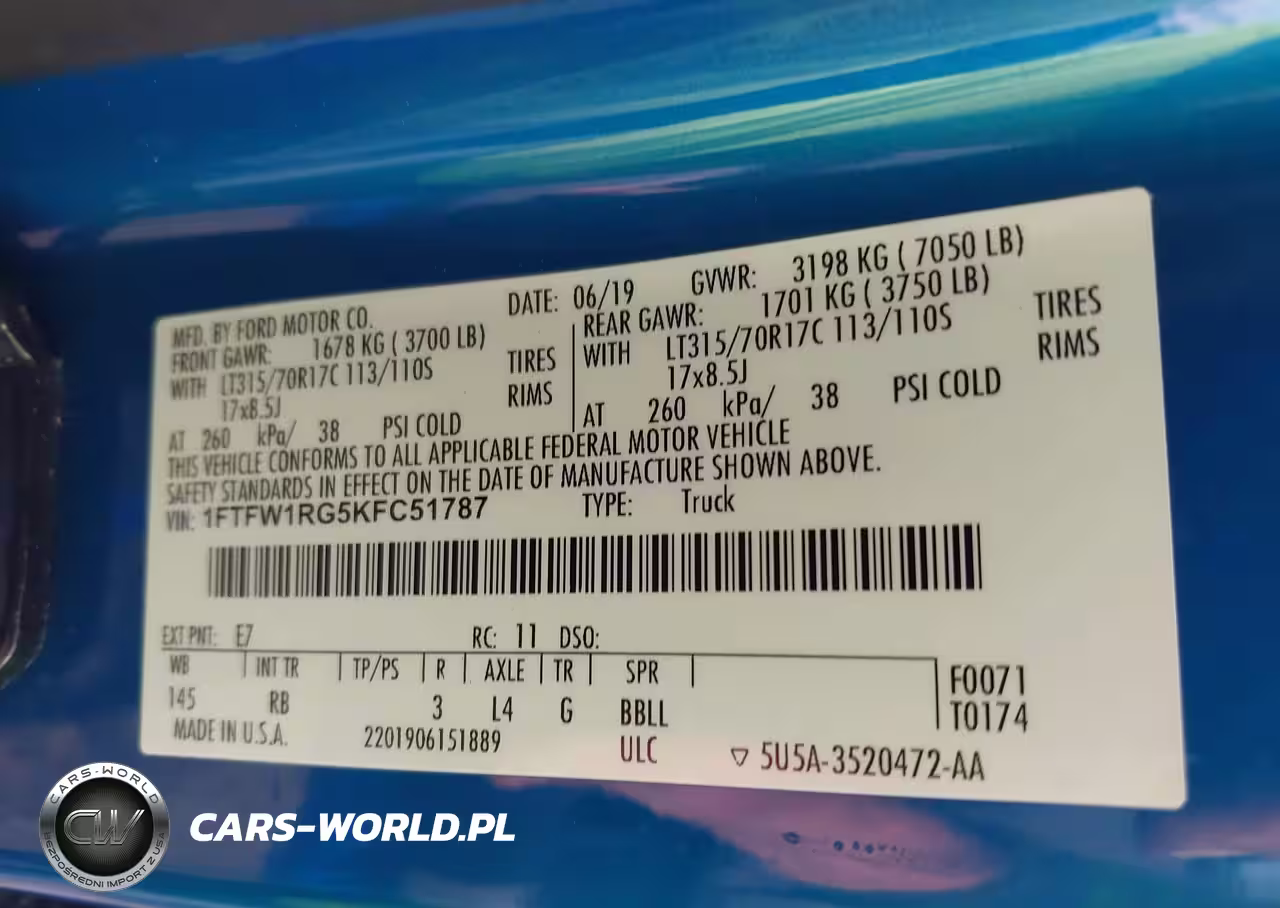 MFD. BY FORD MOTOR CO. DATE: 06/19 GVWR: 3198 KG ( 7050 LB)
FRONT GAWR: 1678 KG ( 3700 LB) REAR GAWR: 1701 KG ( 3750 LB)
WITH LT315/70R17C 113/110S TIRES WITH LT315/70R17C 113/110S TIRES
17x8.5J RIMS 17x8.5J RIMS
AT 260 kPa/ 38 PSI COLD AT 260 kPa/ 38 PSI COLD
THIS VEHICLE CONFORMS TO ALL APPLICABLE FEDERAL MOTOR VEHICLE
SAFETY STANDARDS IN EFFECT ON THE DATE OF MANUFACTURE SHOWN ABOVE.
VIN: 1FTFW1RG5KFC51787 TYPE: Truck
EXT PNT: E7 RC: 11 DSO:
WB INT TR TP/PS R AXLE TR SPR
145 RB 3 L4 G BBLL
F0071
T0174
MADE IN U.S.A. 2201906151889 ULC ▽ 5U5A-3520472-AA
CARS-WORLD
CW
BEZPOŚREDNI IMPORT Z USA
CARS-WORLD.PL